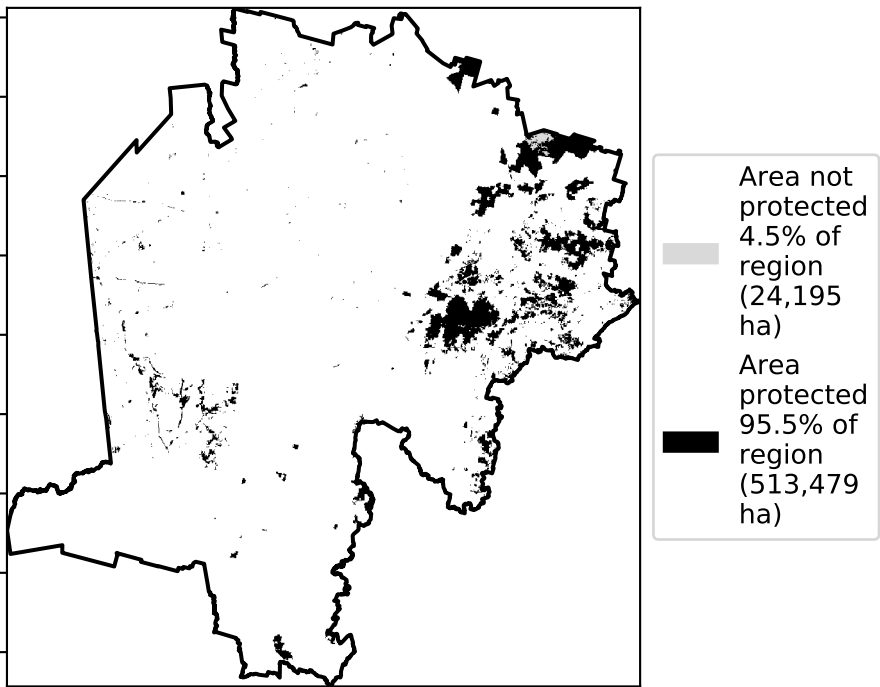 Area not
protected
4.5% of
region
(24,195
ha)
Area
protected
95.5% of
region
(513,479
ha)